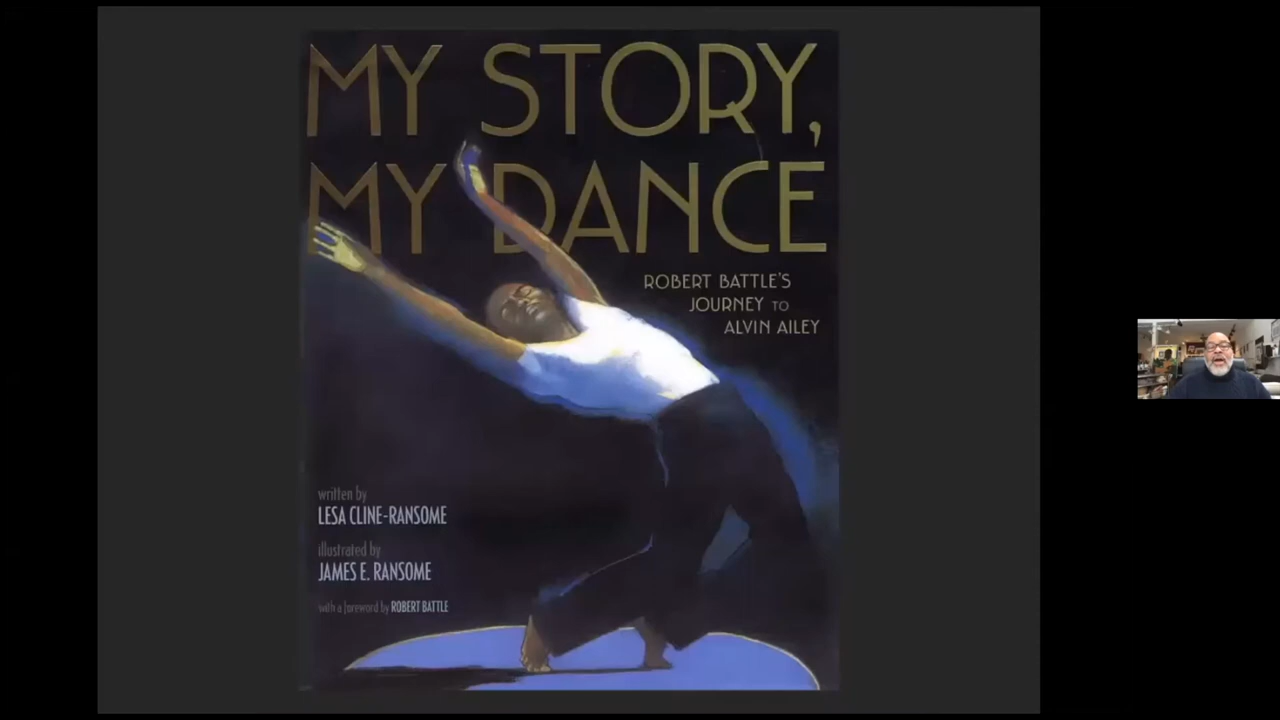 MY STORY,
MY DANCE
ROBERT BATTLE'S
JOURNEY TO
ALVIN AILEY
written by
LESA CLINE-RANSOME
illustrated by
JAMES E. RANSOME
with a foreword by ROBERT BATTLE